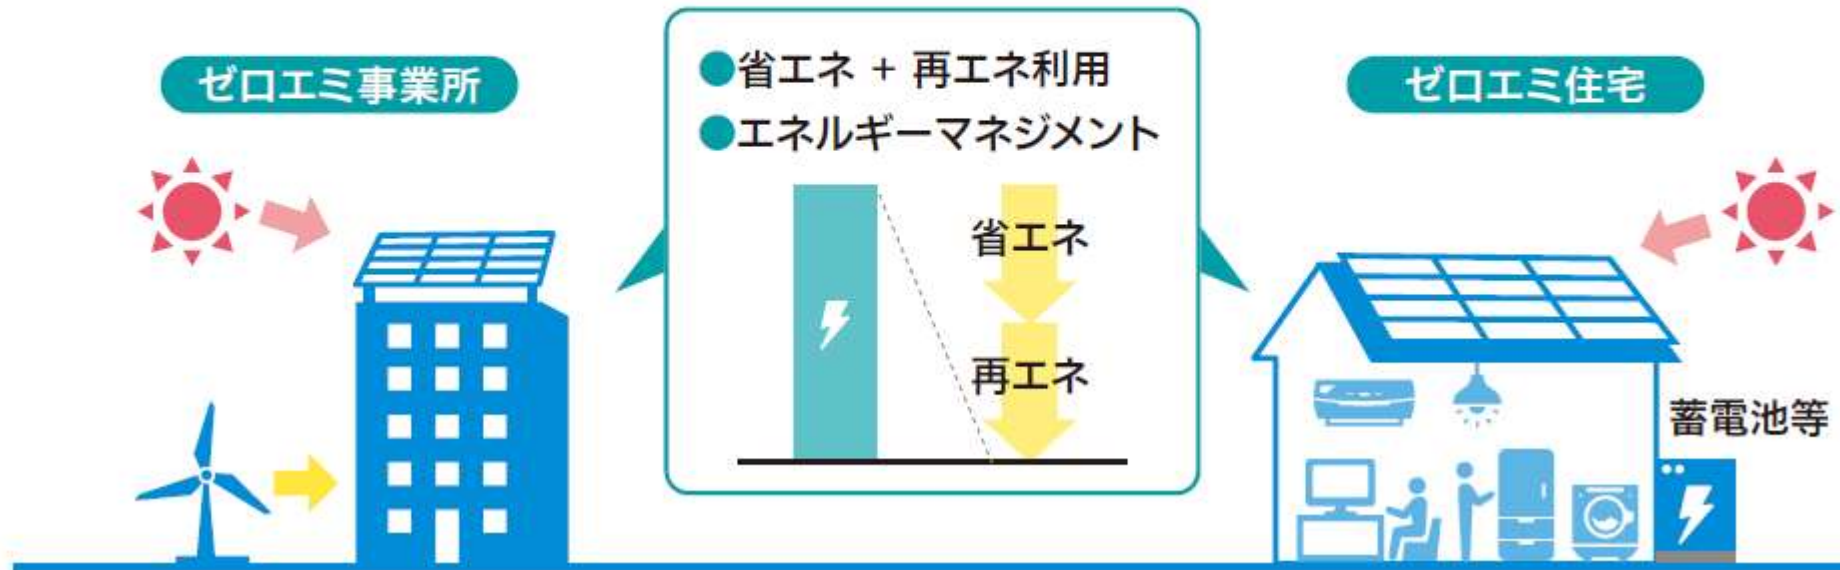 ゼロエミ事業所
●省エネ + 再エネ利用
●エネルギーマネジメント
省エネ
再エネ
ゼロエミ住宅
蓄電池等